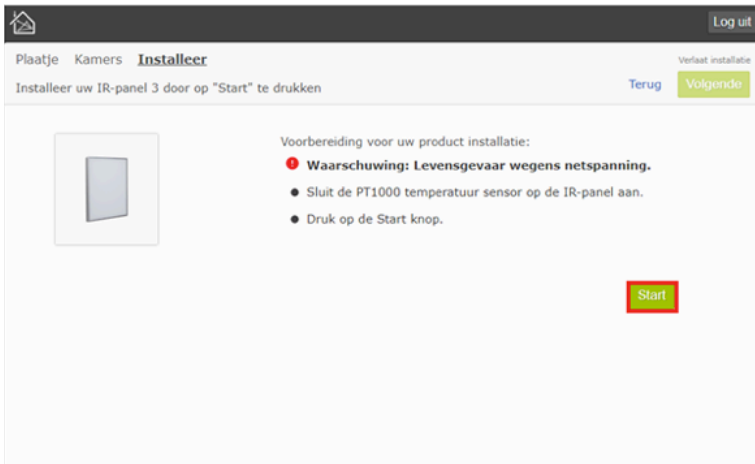 Log uit
Plaatje Kamers Installeer
Verlaat installatie
Installeer uw IR-panel 3 door op "Start" te drukken
Terug
Volgende
Voorbereiding voor uw product installatie:
Waarschuwing: Levensgevaar wegens netspanning.
Sluit de PT1000 temperatuur sensor op de IR-panel aan.
Druk op de Start knop.
Start